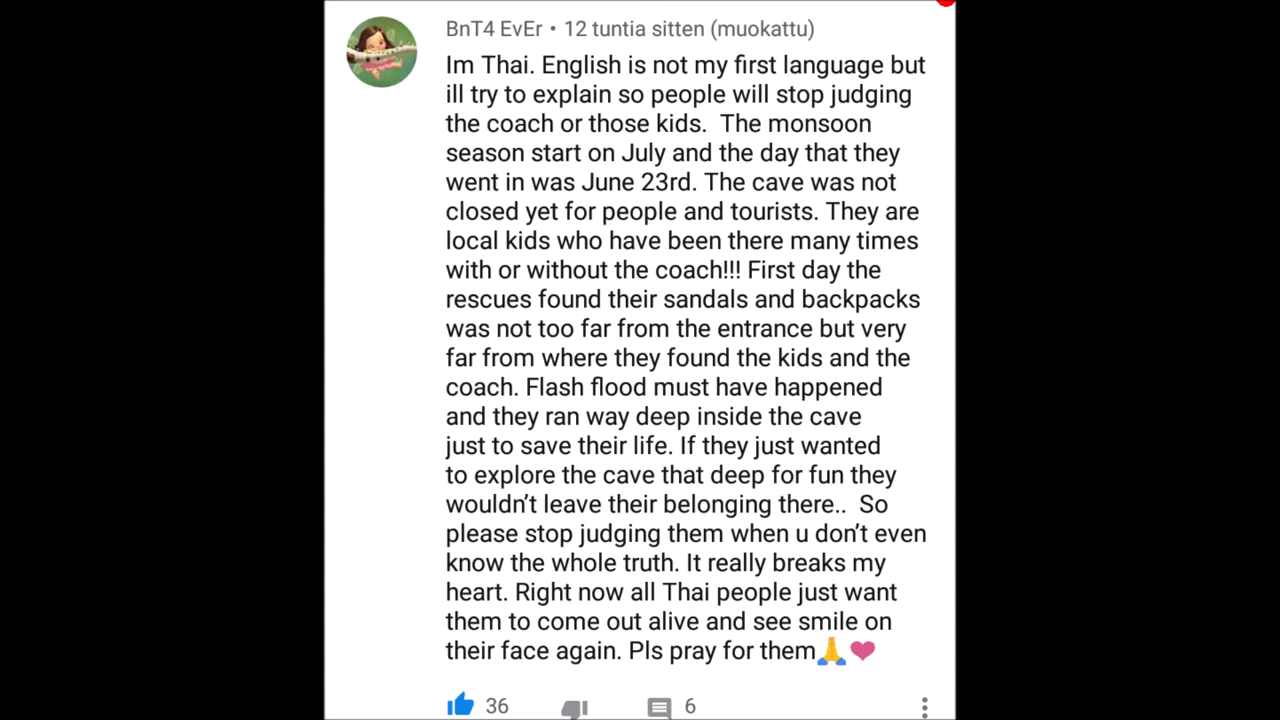 BnT4 EvEr • 12 tuntia sitten (muokattu)
Im Thai. English is not my first language but
ill try to explain so people will stop judging
the coach or those kids.  The monsoon
season start on July and the day that they
went in was June 23rd. The cave was not
closed yet for people and tourists. They are
local kids who have been there many times
with or without the coach!!! First day the
rescues found their sandals and backpacks
was not too far from the entrance but very
far from where they found the kids and the
coach. Flash flood must have happened
and they ran way deep inside the cave
just to save their life. If they just wanted
to explore the cave that deep for fun they
wouldn’t leave their belonging there..  So
please stop judging them when u don’t even
know the whole truth. It really breaks my
heart. Right now all Thai people just want
them to come out alive and see smile on
their face again. Pls pray for them🙏❤
36 6